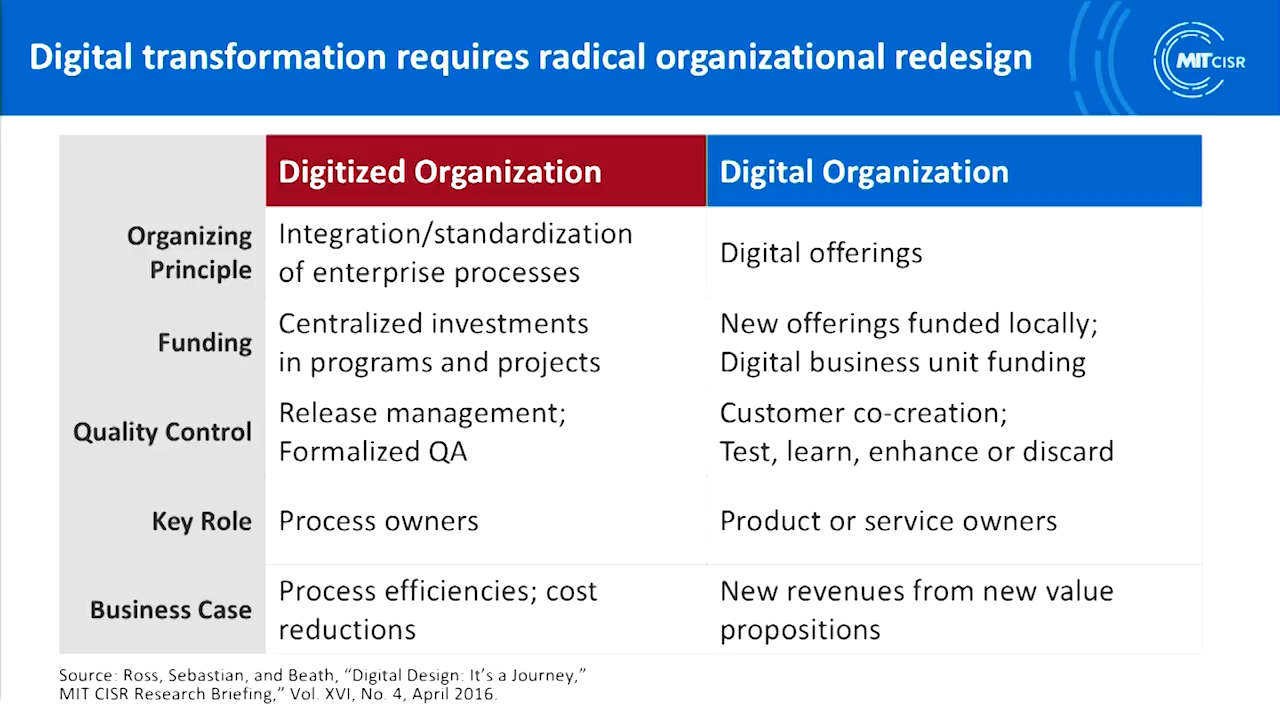 Digital transformation requires radical organizational redesign
MITCISR
Digitized Organization
Digital Organization
Organizing
Principle
Integration/standardization
of enterprise processes
Digital offerings
Funding
Centralized investments
in programs and projects
New offerings funded locally;
Digital business unit funding
Quality Control
Release management;
Formalized QA
Customer co-creation;
Test, learn, enhance or discard
Key Role
Process owners
Product or service owners
Business Case
Process efficiencies; cost
reductions
New revenues from new value
propositions
Source: Ross, Sebastian, and Beath, “Digital Design: It’s a Journey,”
MIT CISR Research Briefing,” Vol. XVI, No. 4, April 2016.